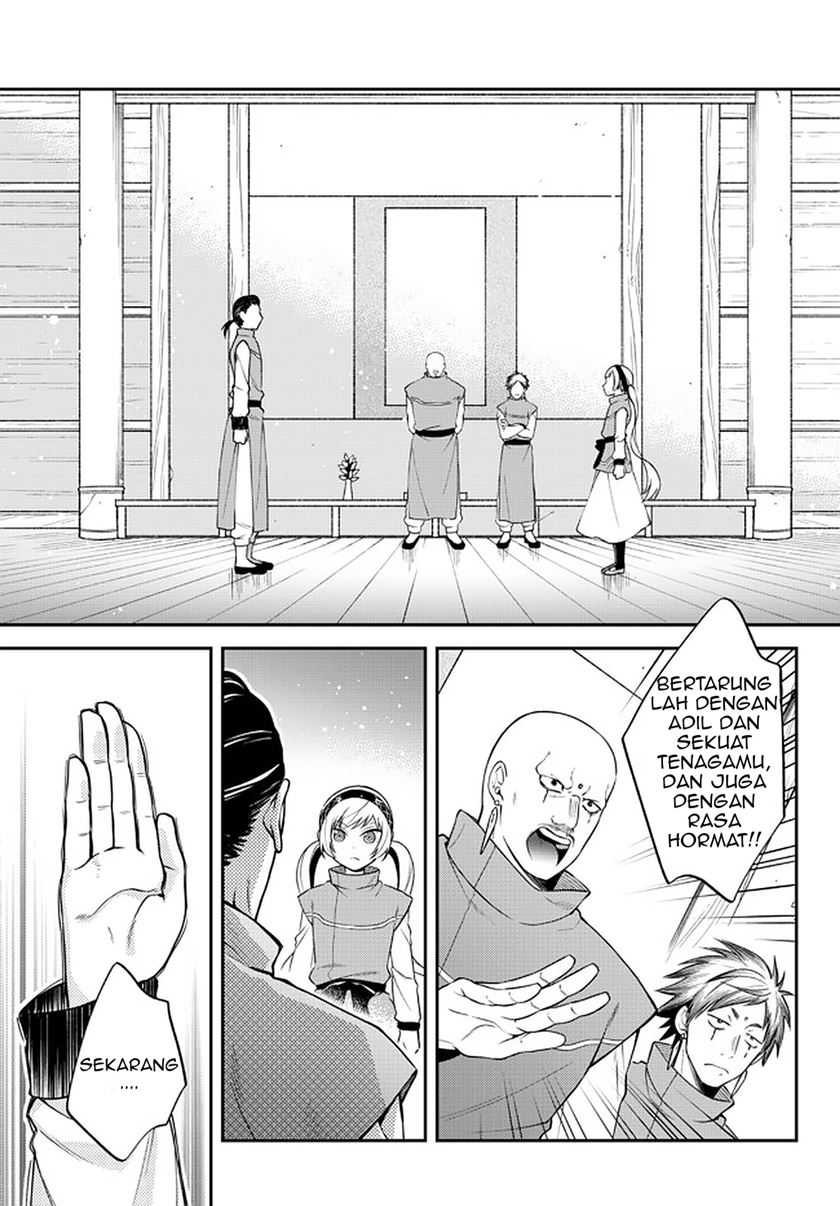 BERTARUNG
LAH DENGAN
ADIL DAN
SEKUAT
TENAGAMU,
DAN JUGA
DENGAN
RASA
HORMAT!!
SEKARANG
....